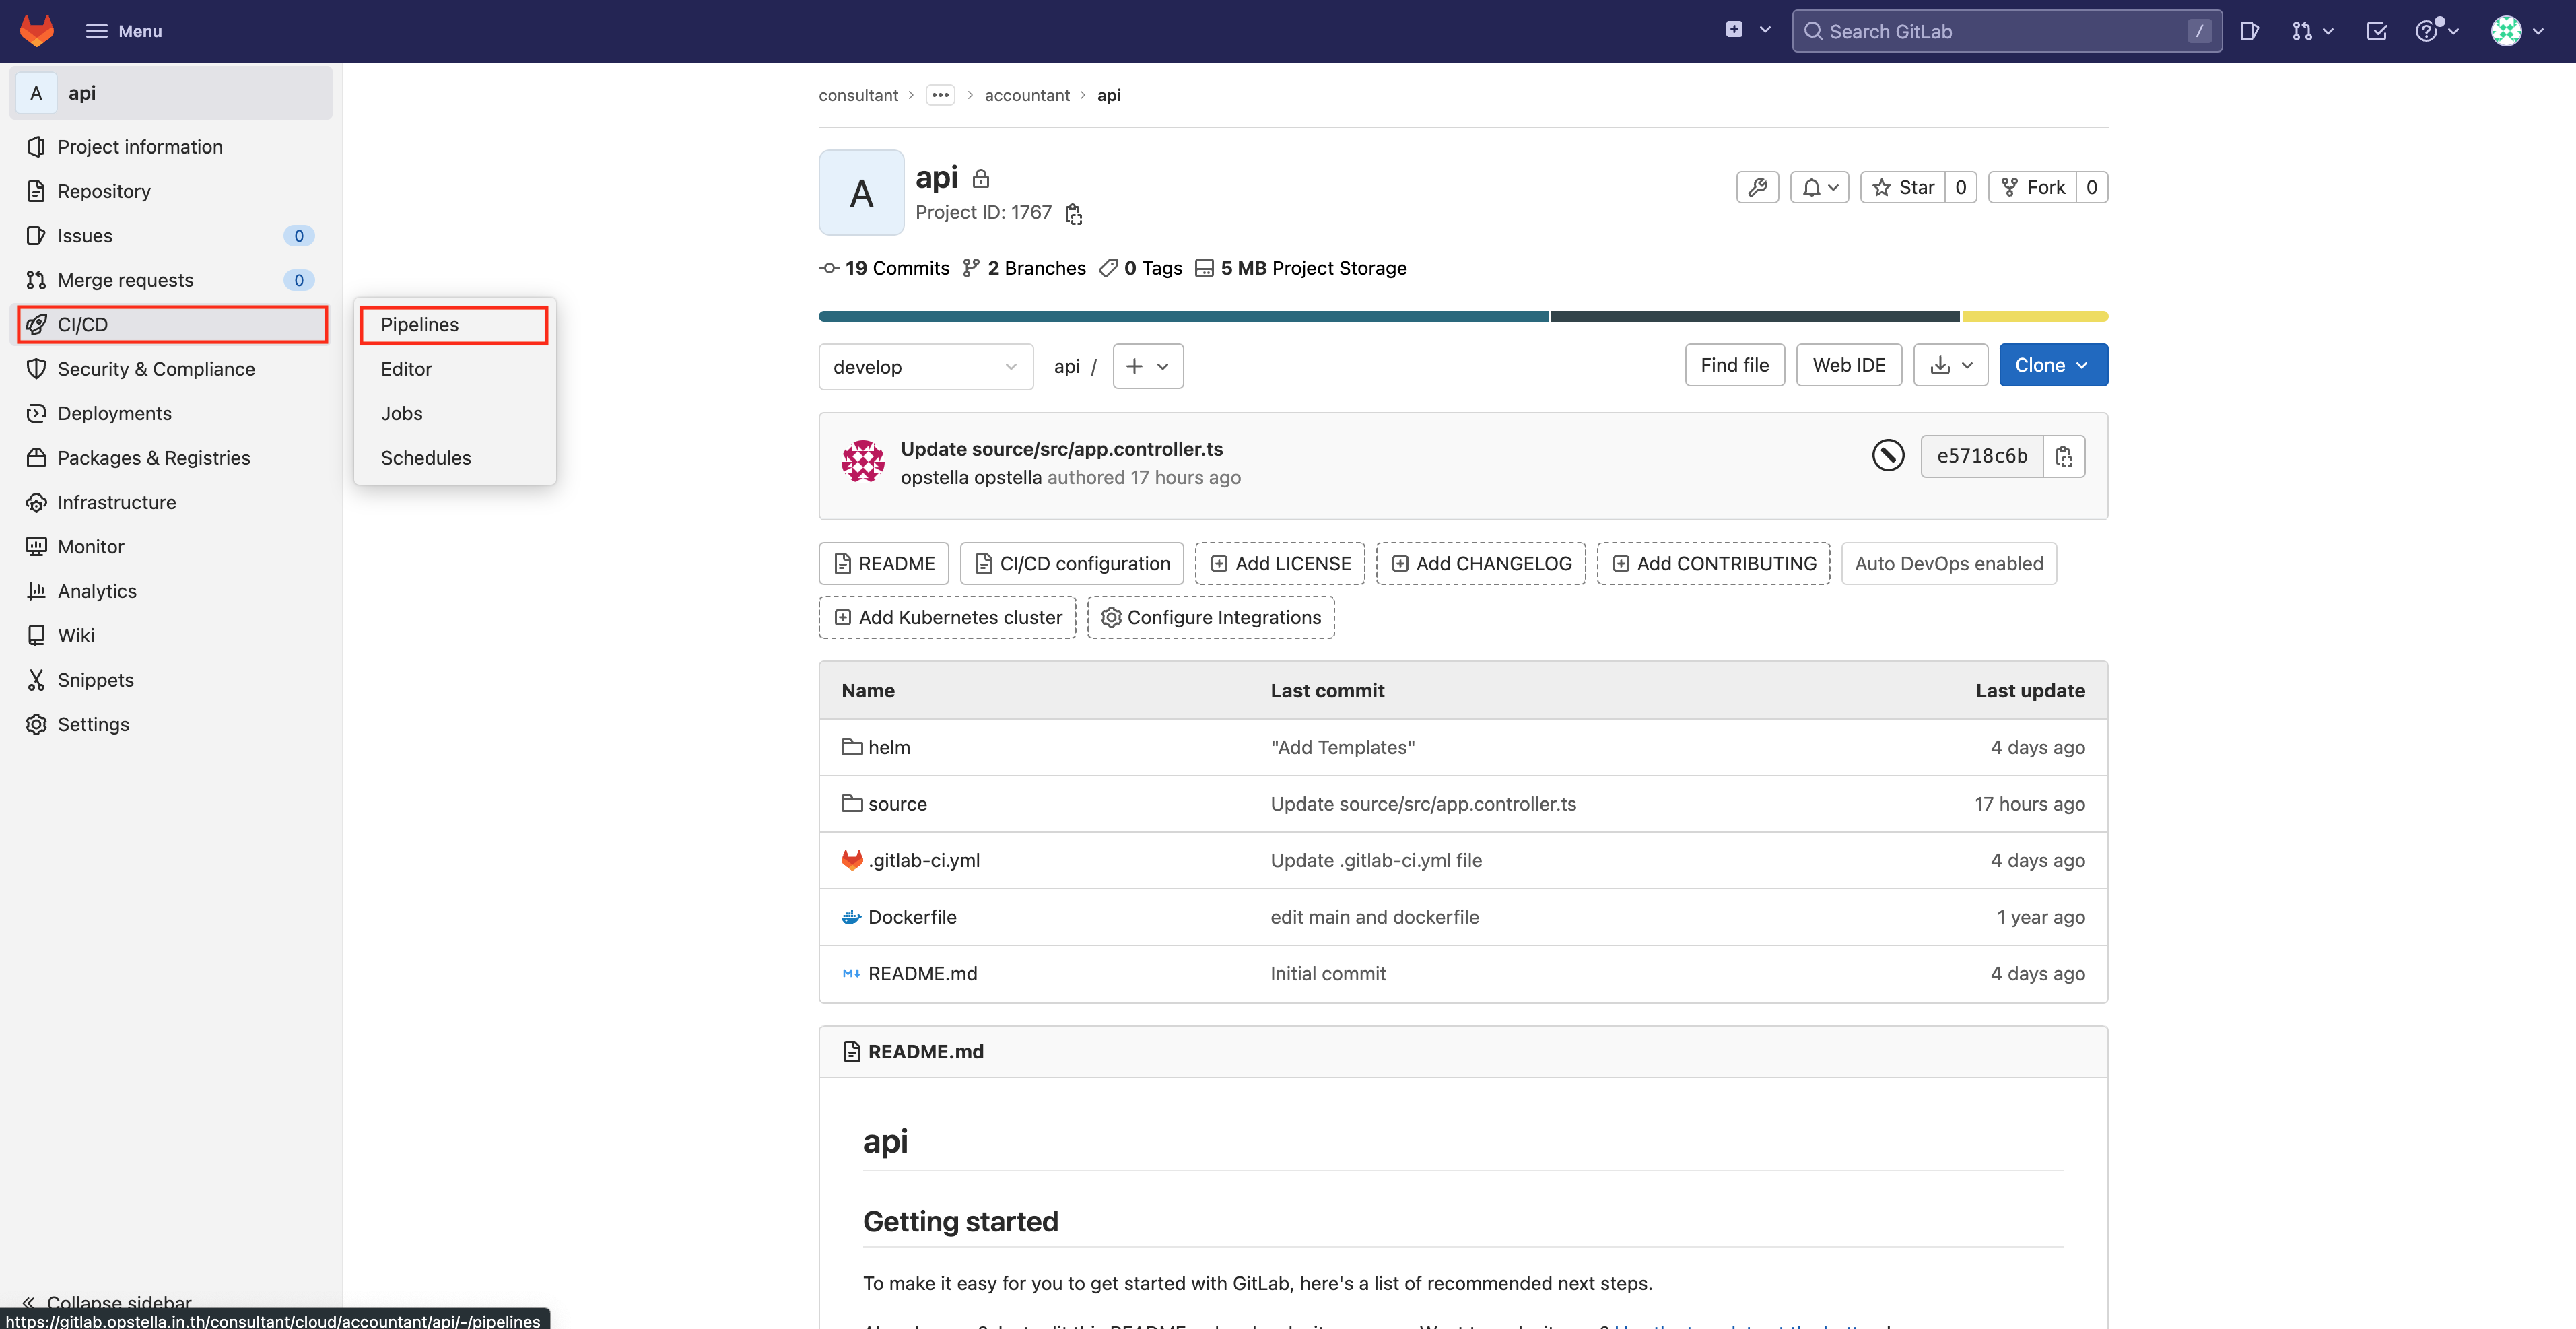 Menu
Search GitLab /
A api
Project information
Repository
Issues 0
Merge requests 0
CI/CD
Security & Compliance
Deployments
Packages & Registries
Infrastructure
Monitor
Analytics
Wiki
Snippets
Settings
Collapse sidebar
https://gitlab.opstella.in.th/consultant/cloud/accountant/api/-/pipelines
Pipelines
Editor
Jobs
Schedules
consultant > ••• > accountant > api
A
api
Project ID: 1767
Star 0 Fork 0
19 Commits 2 Branches 0 Tags 5 MB Project Storage
develop api / + Find file Web IDE Clone
Update source/src/app.controller.ts
opstella opstella authored 17 hours ago
e5718c6b
README CI/CD configuration Add LICENSE Add CHANGELOG Add CONTRIBUTING Auto DevOps enabled
Add Kubernetes cluster Configure Integrations
Name Last commit Last update
helm "Add Templates" 4 days ago
source Update source/src/app.controller.ts 17 hours ago
.gitlab-ci.yml Update .gitlab-ci.yml file 4 days ago
Dockerfile edit main and dockerfile 1 year ago
README.md Initial commit 4 days ago
README.md
api
Getting started
To make it easy for you to get started with GitLab, here's a list of recommended next steps.